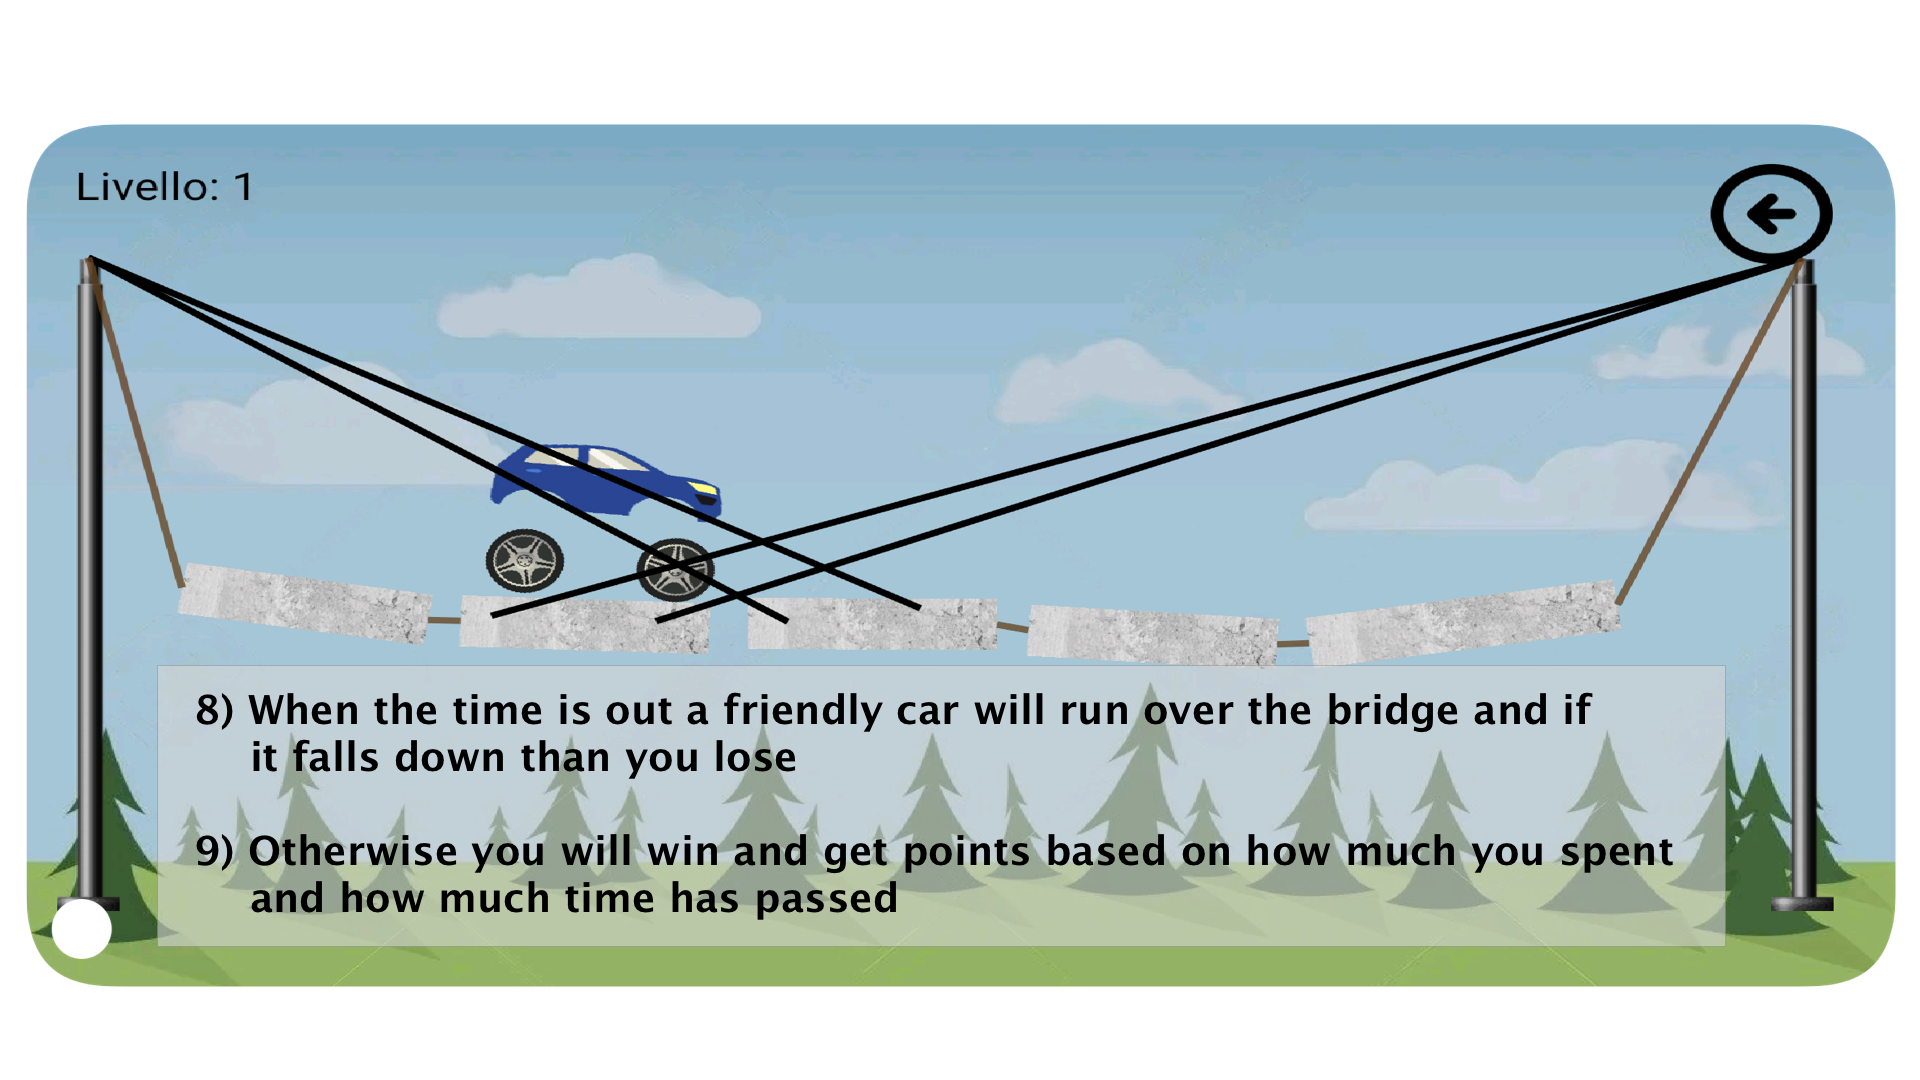 Livello: 1
8) When the time is out a friendly car will run over the bridge and if
it falls down than you lose
9) Otherwise you will win and get points based on how much you spent
and how much time has passed